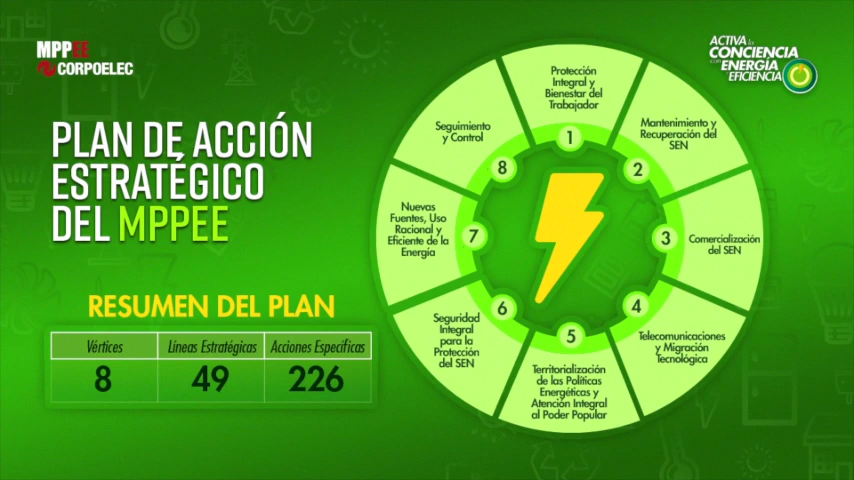 MPPEE
CORPOELEC
ACTIVA la
CONCIENCIA
con ENERGÍA
EFICIENCIA
PLAN DE ACCIÓN
ESTRATÉGICO
DEL MPPEE
RESUMEN DEL PLAN
Vértices Líneas Estratégicas Acciones Específicas
8 49 226
Protección
Integral y
Bienestar del
Trabajador
1
Mantenimiento y
Recuperación del
SEN
2
Comercialización
del SEN
3
Telecomunicaciones
y Migración
Tecnológica
4
Territorialización
de las Políticas
Energéticas y
Atención Integral
al Poder Popular
5
Seguridad
Integral
para la
Protección
del SEN
6
Nuevas
Fuentes, Uso
Racional y
Eficiente de la
Energía
7
Seguimiento
y Control
8